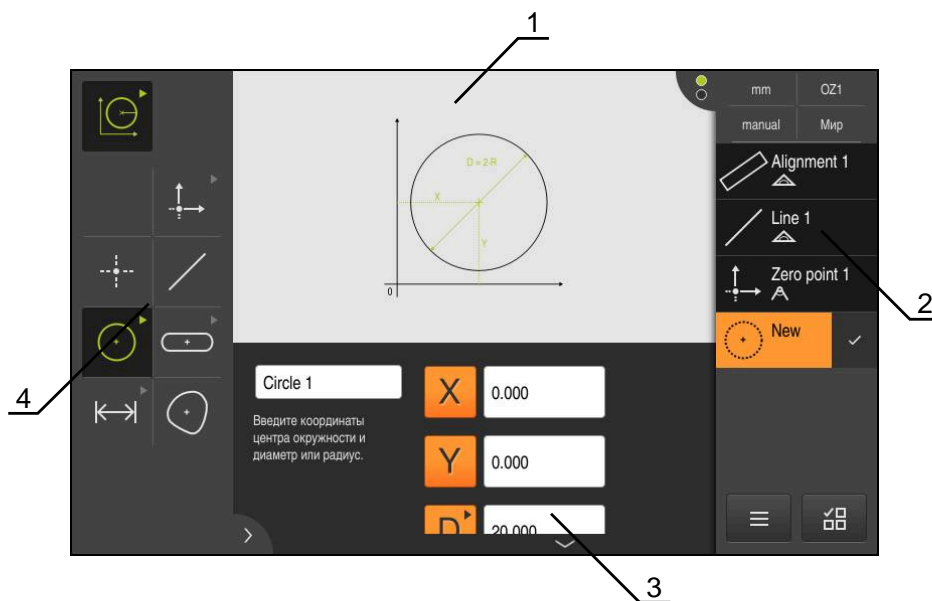 1
mm OZ1
manual Мир
D = 2·R
X
Y
0
Alignment 1
Line 1
Zero point 1
New
2
4
Circle 1
Введите координаты
центра окружности и
диаметр или радиус.
X 0.000
Y 0.000
D 20.000
3